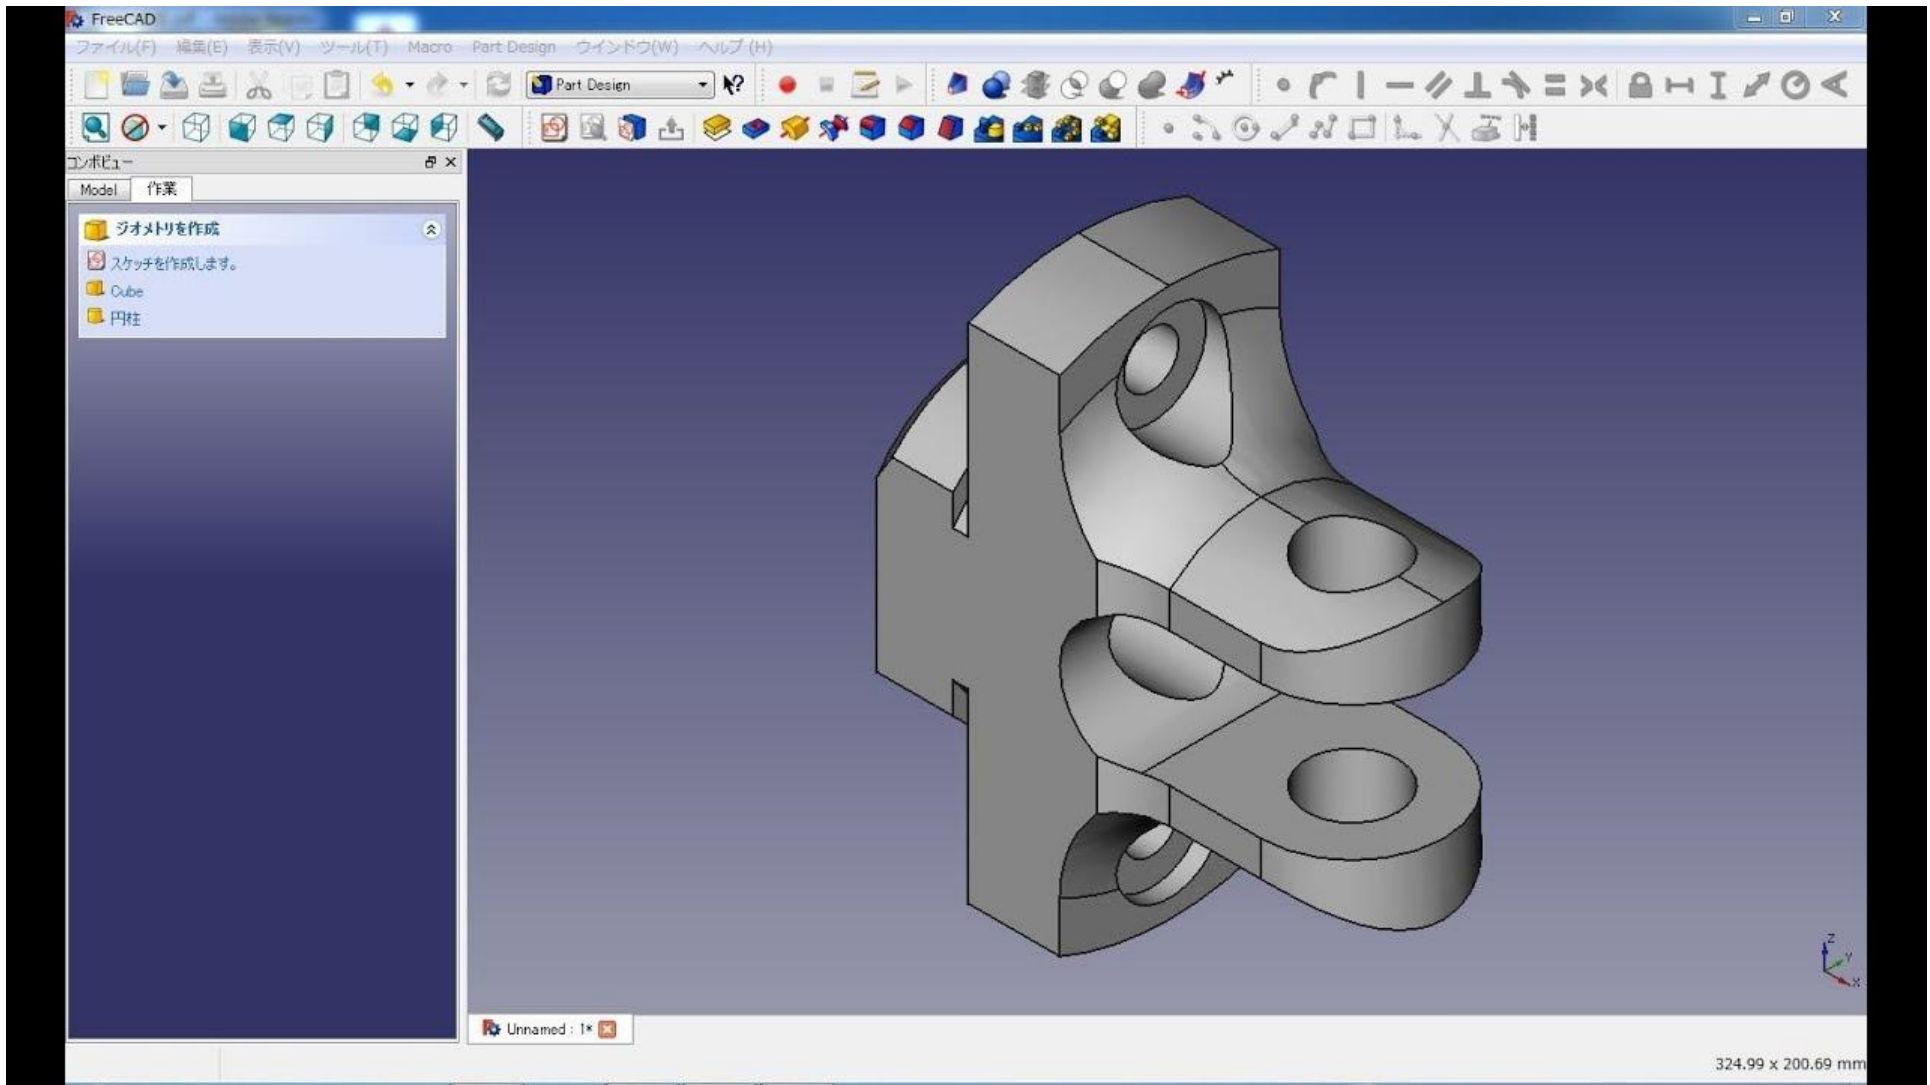 FreeCAD
ファイル(F) 編集(E) 表示(V) ツール(T) Macro Part Design ウインドウ(W) ヘルプ(H)
Part Design
コンボビュー
Model 作業
ジオメトリを作成
スケッチを作成します。
Cube
円柱
Z
Y
X
Unnamed : 1*
324.99 x 200.69 mm